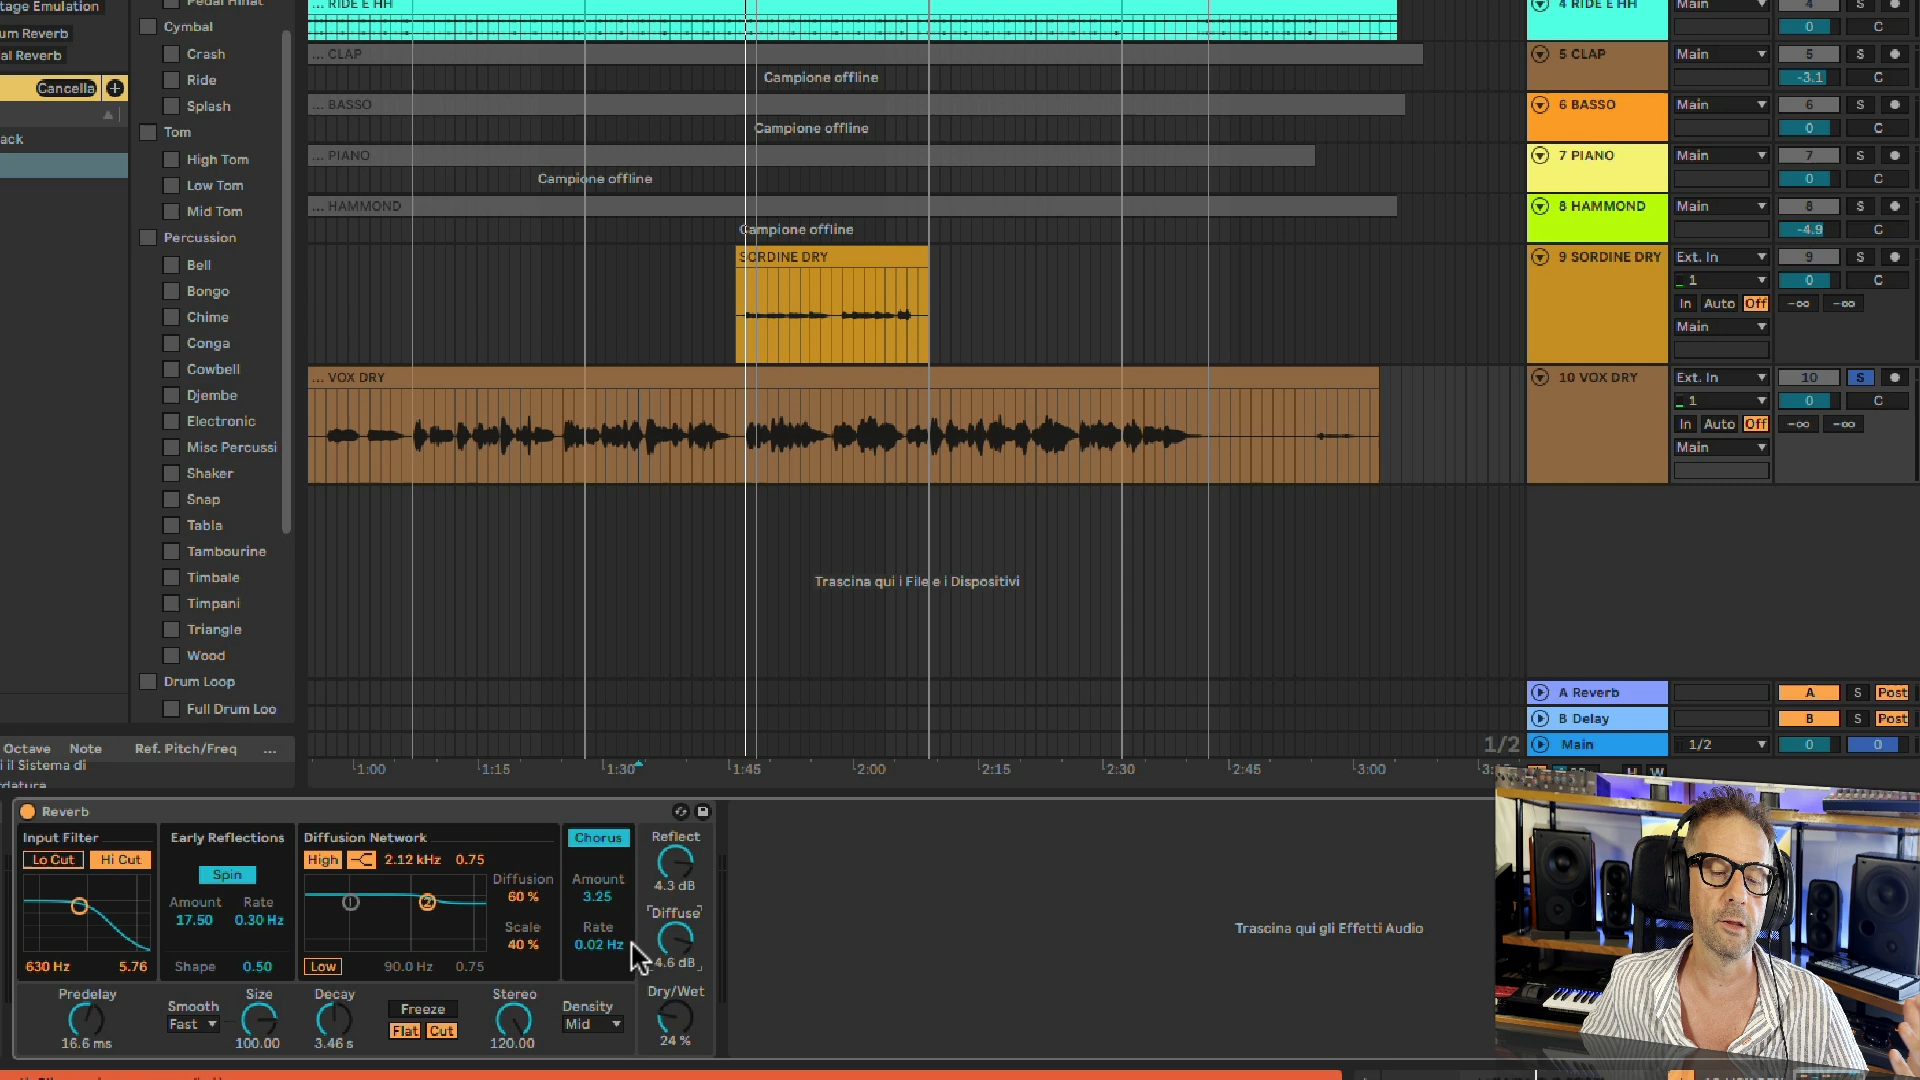 tage Emulation
um Reverb
al Reverb
Cancella
ack
Cymbal
Crash
Ride
Splash
Tom
High Tom
Low Tom
Mid Tom
Percussion
Bell
Bongo
Chime
Conga
Cowbell
Djembe
Electronic
Misc Percussi
Shaker
Snap
Tabla
Tambourine
Timbale
Timpani
Triangle
Wood
Drum Loop
Full Drum Loo
Octave Note Ref. Pitch/Freq ...
i il Sistema di
... RIDE E HH
... CLAP
Campione offline
... BASSO
Campione offline
... PIANO
Campione offline
... HAMMOND
Campione offline
SORDINE DRY
... VOX DRY
Trascina qui i File e i Dispositivi
1/2
1:00 1:15 1:30 1:45 2:00 2:15 2:30 2:45 3:00
4 RIDE E HH Main 4 S
0 C
5 CLAP Main 5 S
-3.1 C
6 BASSO Main 6 S
0 C
7 PIANO Main 7 S
0 C
8 HAMMOND Main 8 S
-4.9 C
9 SORDINE DRY Ext. In 9 S
1 0 C
In Auto Off -∞ -∞
Main
10 VOX DRY Ext. In 10 S
1 0 C
In Auto Off -∞ -∞
Main
A Reverb A S Post
B Delay B S Post
Main 1/2 0 0
H W
Reverb
Input Filter
Lo Cut Hi Cut
630 Hz 5.76
Early Reflections
Spin
Amount Rate
17.50 0.30 Hz
Shape 0.50
Diffusion Network
High 2.12 kHz 0.75
1 2
Low 90.0 Hz 0.75
Diffusion
60 %
Scale
40 %
Chorus
Amount
3.25
Rate
0.02 Hz
Reflect
4.3 dB
Diffuse
4.6 dB
Dry/Wet
24 %
Predelay
16.6 ms
Smooth
Fast
Size
100.00
Decay
3.46 s
Freeze
Flat Cut
Stereo
120.00
Density
Mid
Trascina qui gli Effetti Audio